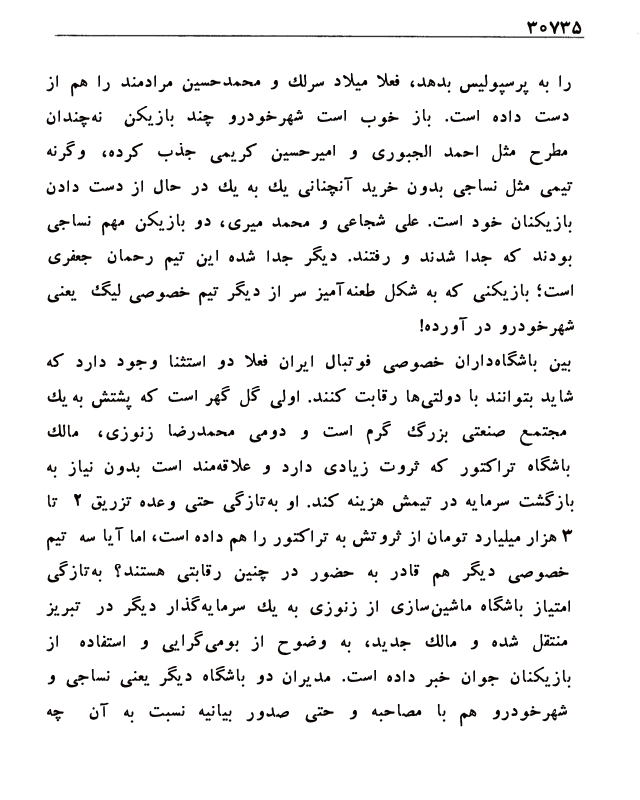 ۳۰۷۳۵
را به پرسپولیس بدهد، فعلا میلاد سرلك و محمدحسین مرادمند را هم از
دست داده است. باز خوب است شهرخودرو چند بازیکن نه‌چندان
مطرح مثل احمد الجبوری و امیرحسین کریمی جذب کرده، وگرنه
تیمی مثل نساجی بدون خرید آنچنانی یك به یك در حال از دست دادن
بازیکنان خود است. علی شجاعی و محمد میری، دو بازیکن مهم نساجی
بودند که جدا شدند و رفتند. دیگر جدا شده این تیم رحمان جعفری
است؛ بازیکنی که به شکل طعنه‌آمیز سر از دیگر تیم خصوصی لیگ یعنی
شهرخودرو در آورده!
بین باشگاه‌داران خصوصی فوتبال ایران فعلا دو استثنا وجود دارد که
شاید بتوانند با دولتی‌ها رقابت کنند. اولی گل گهر است که پشتش به یك
مجتمع صنعتی بزرگ گرم است و دومی محمدرضا زنوزی، مالك
باشگاه تراکتور که ثروت زیادی دارد و علاقه‌مند است بدون نیاز به
بازگشت سرمایه در تیمش هزینه کند. او به‌تازگی حتی وعده تزریق ۲ تا
۳ هزار میلیارد تومان از ثروتش به تراکتور را هم داده است، اما آیا سه تیم
خصوصی دیگر هم قادر به حضور در چنین رقابتی هستند؟ به‌تازگی
امتیاز باشگاه ماشین‌سازی از زنوزی به یك سرمایه‌گذار دیگر در تبریز
منتقل شده و مالك جدید، به وضوح از بومی‌گرایی و استفاده از
بازیکنان جوان خبر داده است. مدیران دو باشگاه دیگر یعنی نساجی و
شهرخودرو هم با مصاحبه و حتی صدور بیانیه نسبت به آن چه